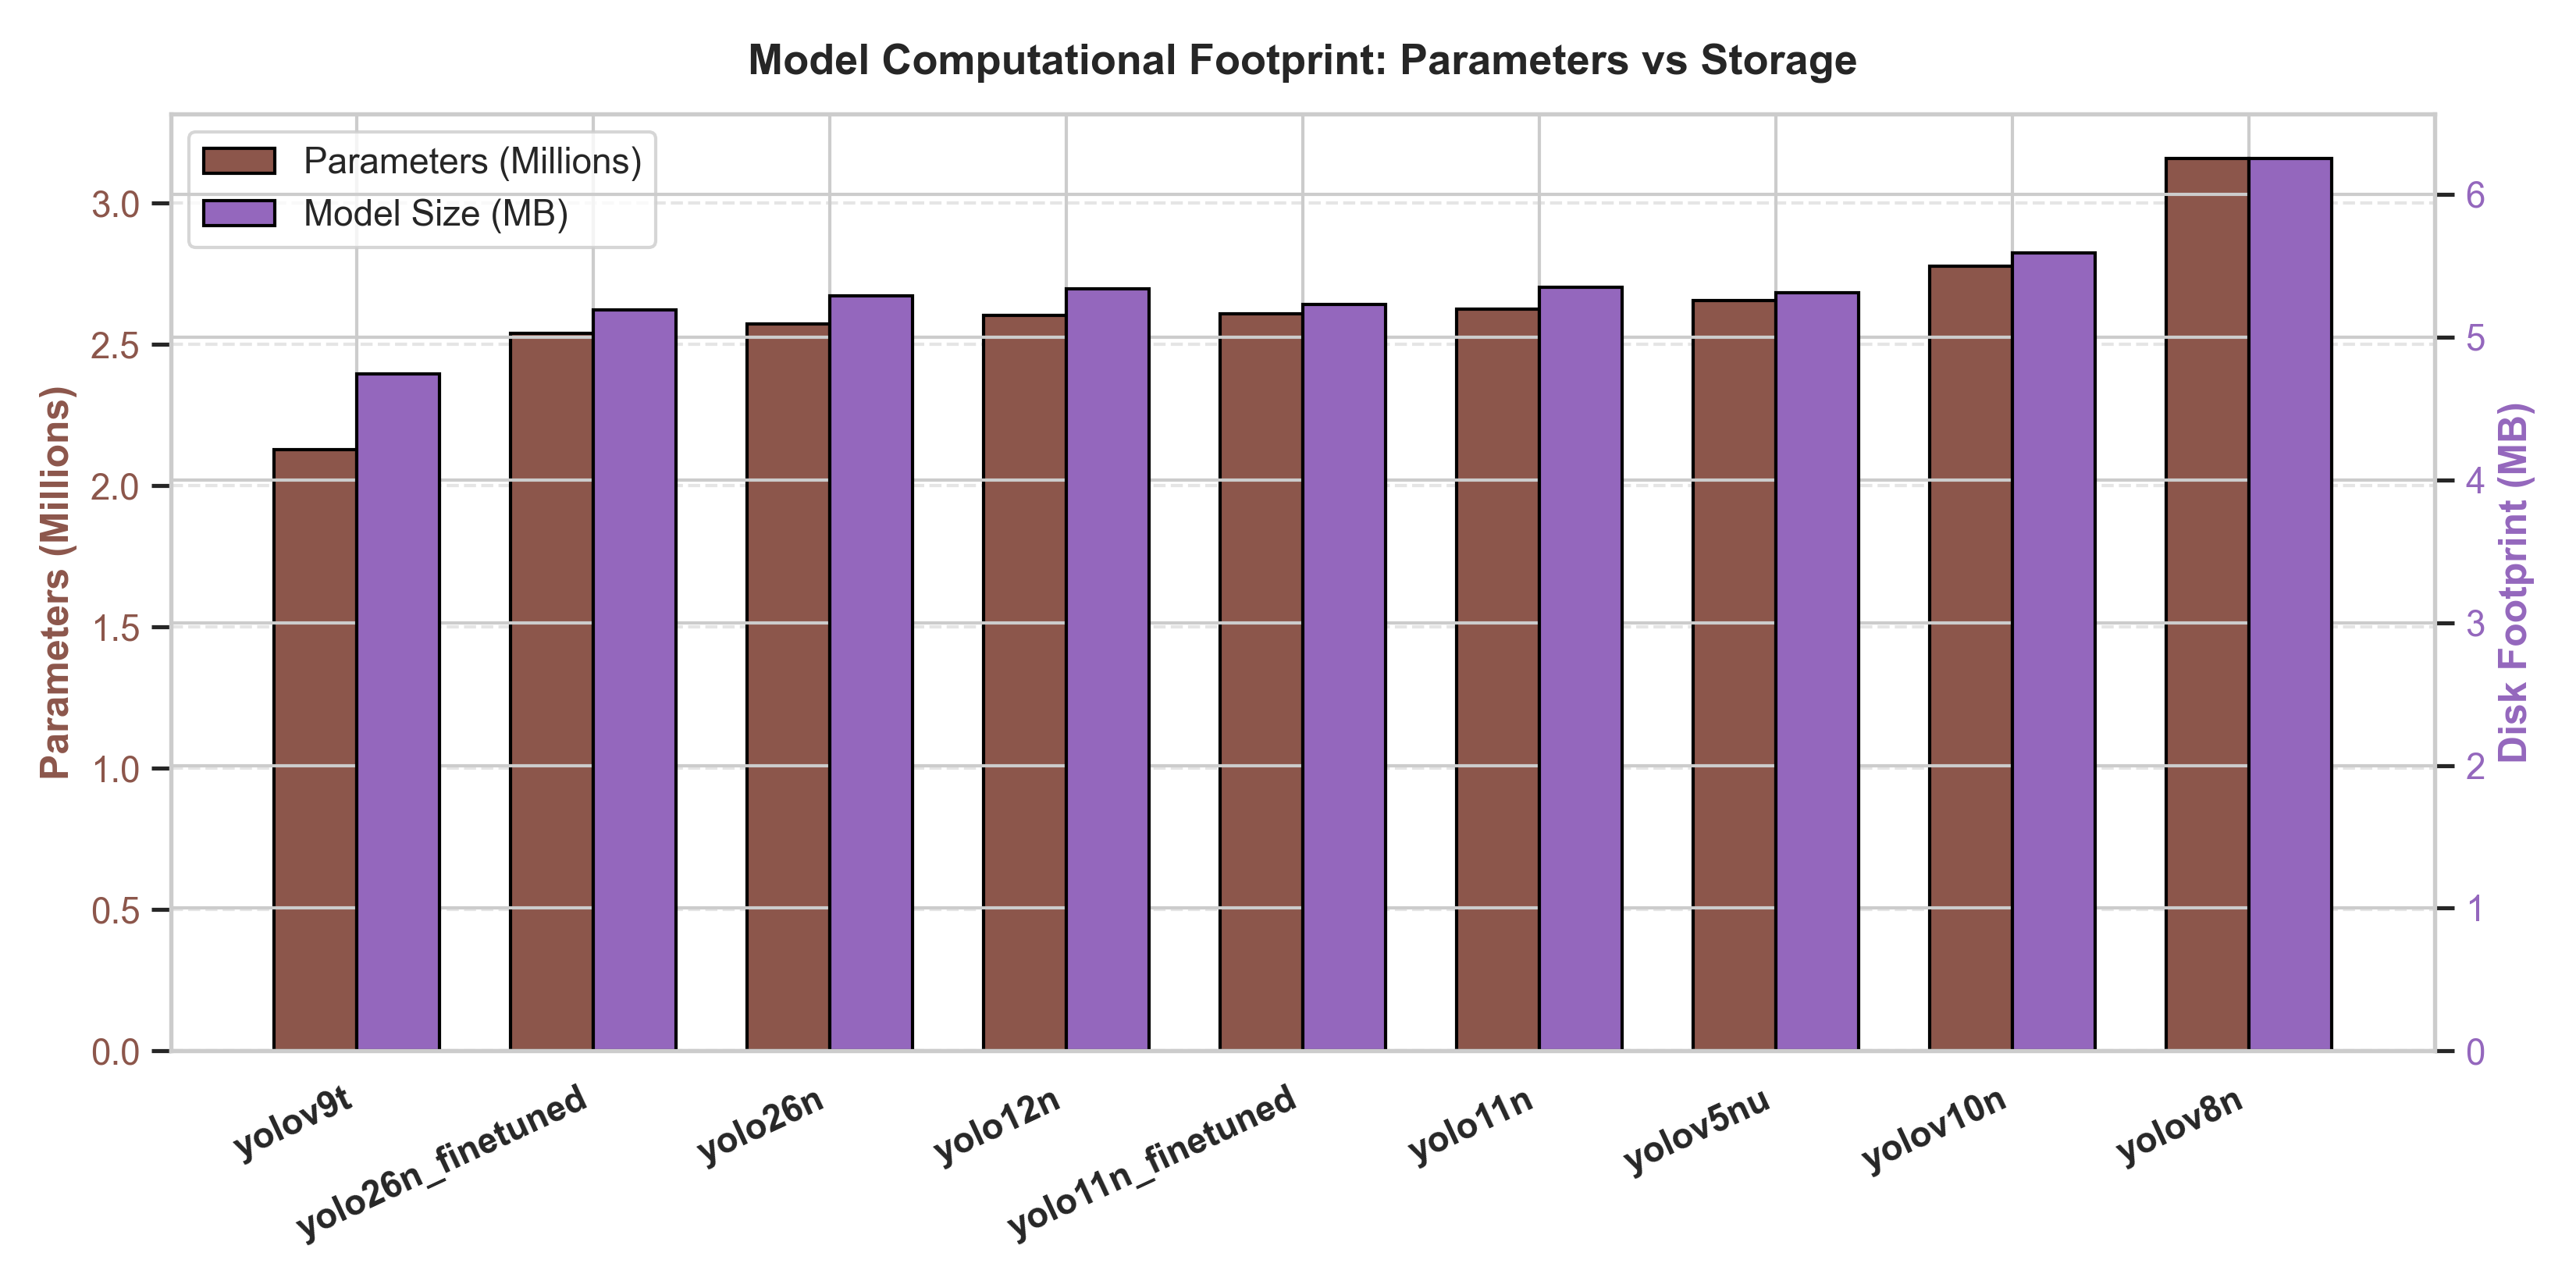 Model Computational Footprint: Parameters vs Storage
Parameters (Millions)
Model Size (MB)
Parameters (Millions)
3.0
2.5
2.0
1.5
1.0
0.5
0.0
Disk Footprint (MB)
6
5
4
3
2
1
0
yolov9t
yolo26n_finetuned
yolo26n
yolo12n
yolo11n_finetuned
yolo11n
yolov5nu
yolov10n
yolov8n